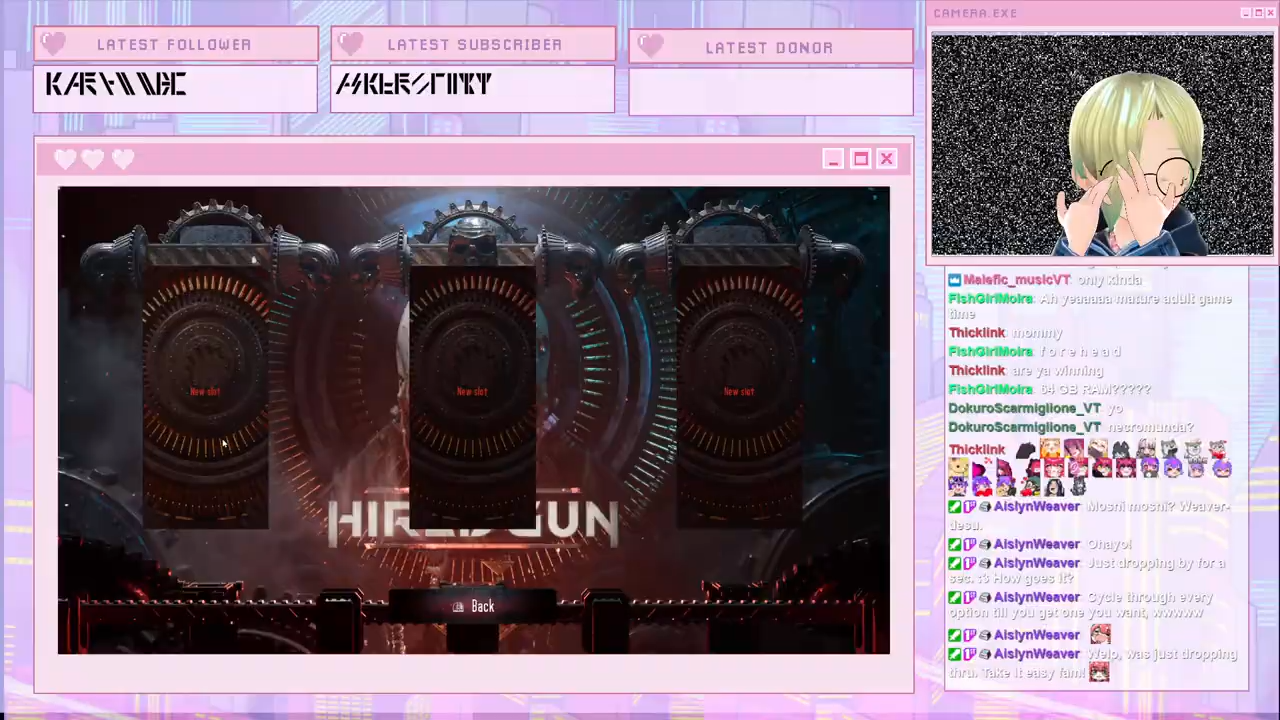 LATEST FOLLOWER
LATEST SUBSCRIBER
LATEST DONOR
CAMERA.EXE
New slot
New slot
New slot
HIRED GUN
Back
Malefic_musicVT only kinda
FishGirlMoira Ah yeaaaaa mature adult game
time
Thicklink mommy
FishGirlMoira f o r e h e a d
Thicklink are ya winning
FishGirlMoira 64 GB RAM?????
DokuroScarmiglione_VT yo
DokuroScarmiglione_VT necromunda?
Thicklink
AislynWeaver Moshi moshi? Weaver-
desu.
AislynWeaver Ohayo!
AislynWeaver Just dropping by for a
sec. :3 How goes it?
AislynWeaver Cycle through every
option till you get one you want, wwwww
AislynWeaver
AislynWeaver Welp, was just dropping
thru. Take it easy fam!